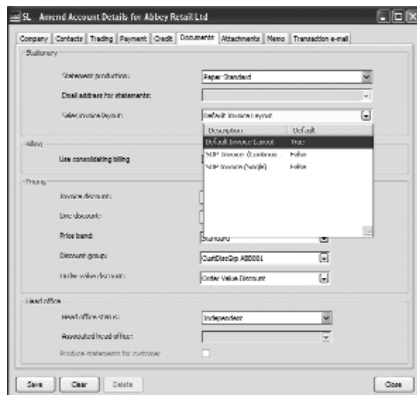 SL - Amend Account Details for Abbey Retail Ltd
Company Contacts Trading Payment Credit Documents Attachments Memo Transaction e-mail
Stationery
Statement production: Paper Standard
Email address for statements:
Sales invoice layout: Default Invoice Layout
Description Default
Default Invoice Layout True
SOP Invoice (Continuou... False
SOP Invoice (Single) False
Billing
Use consolidating billing
Pricing
Invoice discount:
Line discount:
Price band: Standard
Discount group: CustDiscGrp ABB001
Order value discount: Order Value Discount
Head office
Head office status: Independent
Associated head office:
Produce statements for customer
Save Clear Delete Close